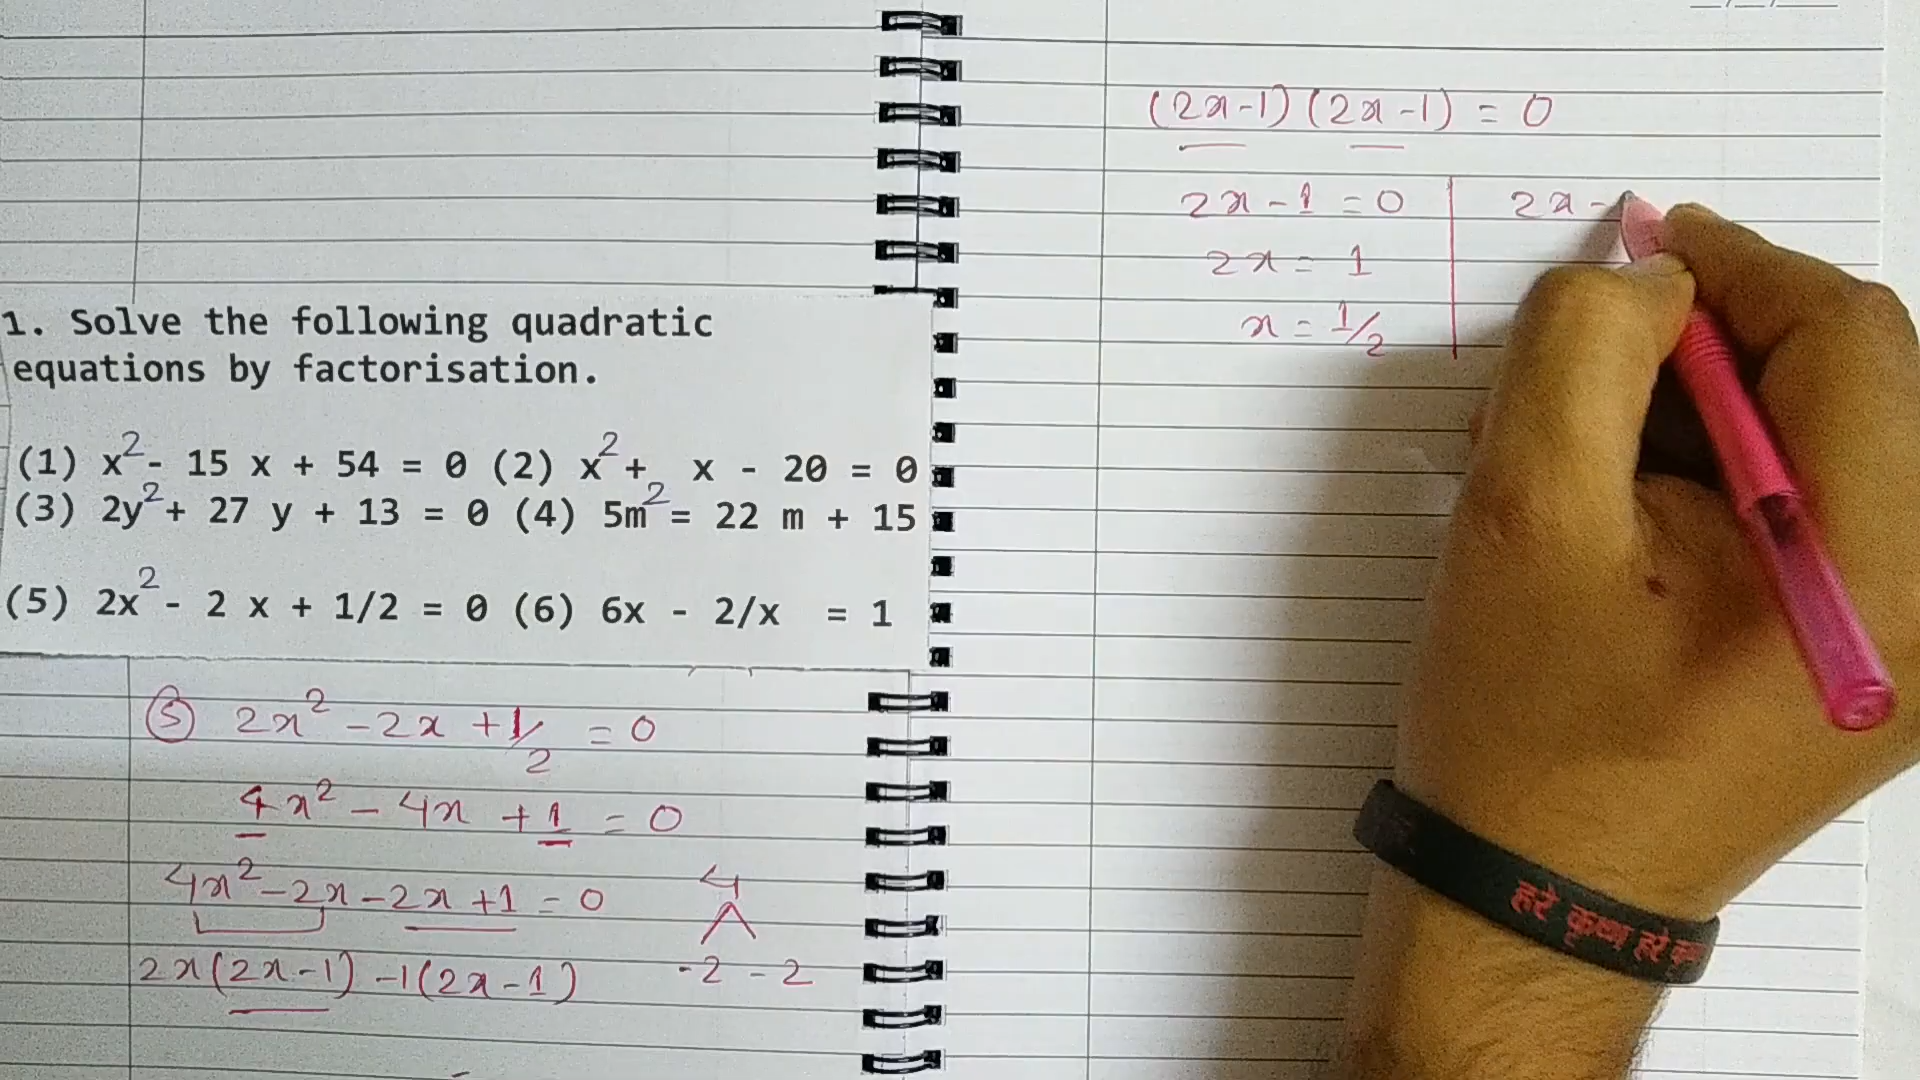 1. Solve the following quadratic
equations by factorisation.
(1) x² - 15 x + 54 = 0 (2) x² + x - 20 = 0
(3) 2y² + 27 y + 13 = 0 (4) 5m² = 22 m + 15
(5) 2x² - 2 x + 1/2 = 0 (6) 6x - 2/x = 1
⑤ 2x² - 2x + 1/2 = 0
4x² - 4x + 1 = 0
4x² - 2x - 2x + 1 = 0
4
2x(2x-1) -1(2x-1)
-2 -2
(2x-1)(2x-1) = 0
2x - 1 = 0
2x = 1
x = 1/2
2x -
हरे कृष्ण हरे